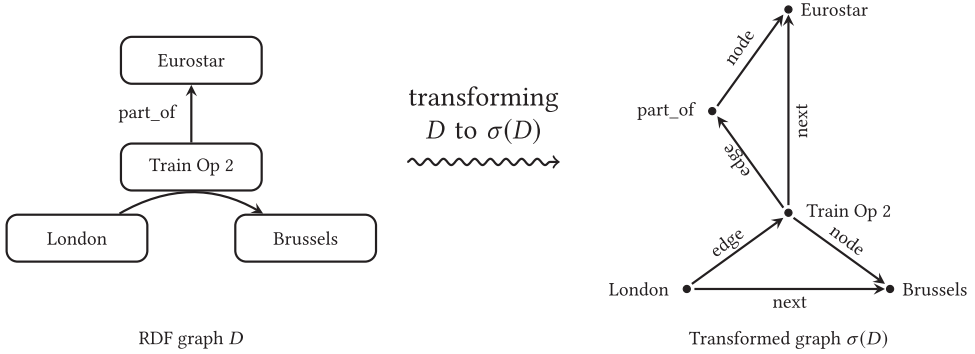 Eurostar
part_of
Train Op 2
London
Brussels
RDF graph D
transforming
D to σ(D)
Eurostar
node
part_of
next
edge
Train Op 2
edge
node
London
next
Brussels
Transformed graph σ(D)